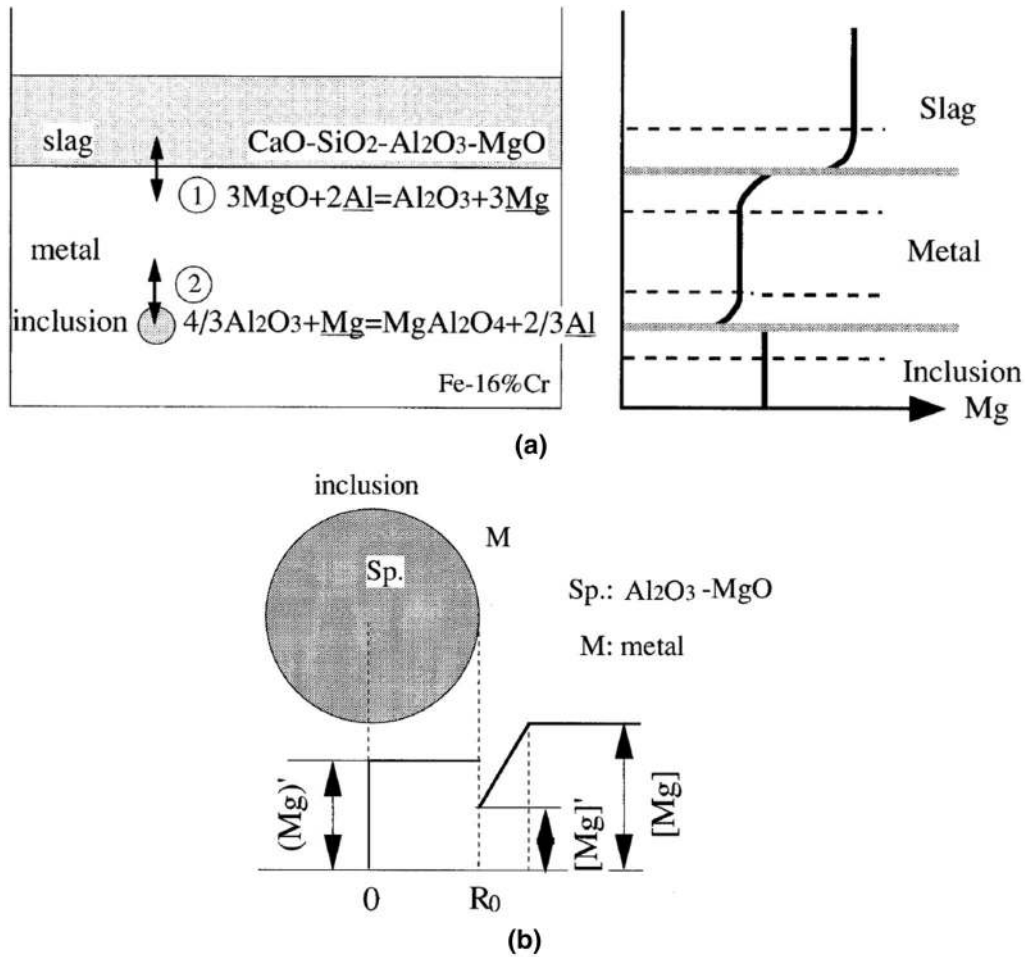 slag
CaO-SiO2-Al2O3-MgO
① 3MgO+2Al=Al2O3+3Mg
metal
②
inclusion
4/3Al2O3+Mg=MgAl2O4+2/3Al
Fe-16%Cr
Slag
Metal
Inclusion
Mg
(a)
inclusion
M
Sp.
Sp.: Al2O3 -MgO
M: metal
(Mg)'
[Mg]'
[Mg]
0
R0
(b)